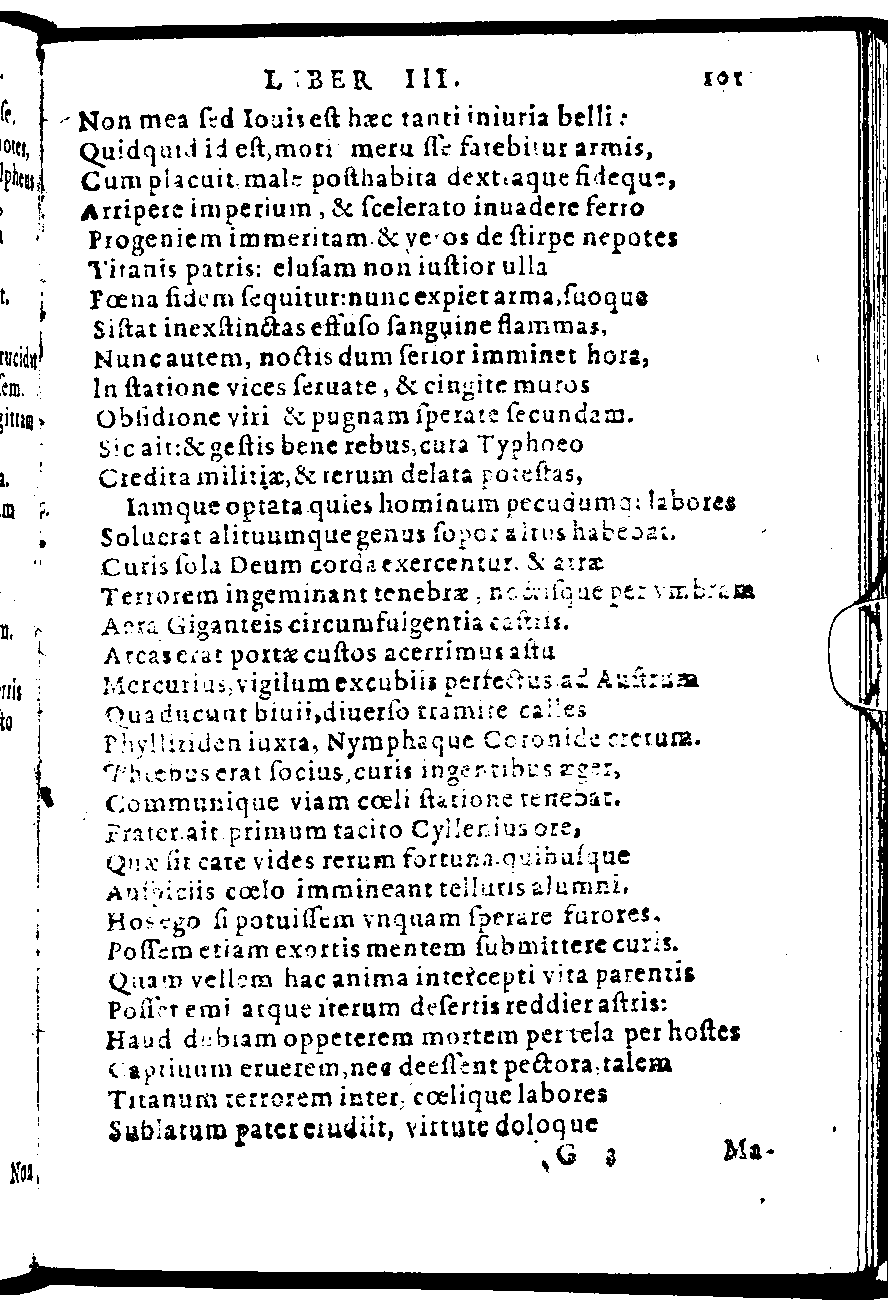 LIBER III. 101
Non mea ſed Iouis eſt hæc tanti iniuria belli:
Quidquid id eſt, moti meruiſſe fatebitur armis,
Cum placuit male poſthabita dextraque fideque,
Arripere imperium, & ſcelerato inuadere ferro
Progeniem immeritam & veros de ſtirpe nepotes
Titanis patris: eluſam non iuſtior ulla
Pœna fidem ſequitur: nunc expiet arma, ſuoque
Siſtat inexſtinctas effuſo ſanguine flammas,
Nunc autem, noctis dum ſerior imminet hora,
In ſtatione vices ſeruate, & cingite muros
Obſidione viri & pugnam ſperate ſecundam.
Sic ait: & geſtis bene rebus, cura Typhoeo
Credita militiæ, & rerum delata poteſtas,
Iamque optata quies hominum pecudumq; labores
Soluerat alituumque genus ſopor altus habebat.
Curis ſola Deum corda exercentur. & atræ
Terrorem ingeminant tenebræ, noctiſque per vmbram
Aera Giganteis circumfulgentia caſtris.
Arcas erat portæ cuſtos acerrimus aſtu
Mercurius, vigilum excubiis perfectus ad Auſtrum
Qua ducunt biuii, diuerſo tramite calles
Phylliriden iuxta, Nymphaque Coronide cretum.
Phœbus erat ſocius, curis ingentibus æger,
Communique viam cœli ſtatione tenebat.
Frater ait primum tacito Cyllenius ore,
Quæ ſit cate vides rerum fortuna quibuſque
Auſpiciis cœlo immineant telluris alumni,
Hos ego ſi potuiſſem vnquam ſperare furores.
Poſſem etiam exortis mentem ſubmittere curis.
Quam vellem hac anima intercepti vita parentis
Poſſet emi atque iterum deſertis reddier aſtris:
Haud dubiam oppeterem mortem per tela per hoſtes
Captiuum eruerem, nec deeſſent pectora, talem
Titanum terrorem inter, cœlique labores
Sublatum pater erudiit, virtute doloque
G 3 Ma-